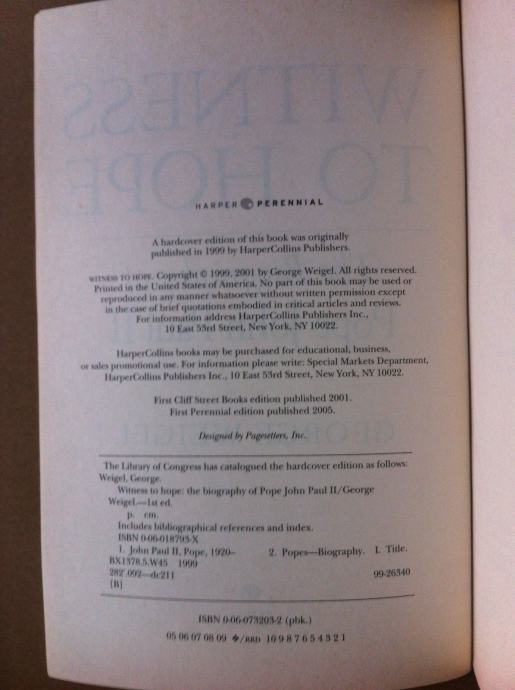 WITNESS
TO HOPE
HARPER PERENNIAL
A hardcover edition of this book was originally
published in 1999 by HarperCollins Publishers.
WITNESS TO HOPE. Copyright © 1999, 2001 by George Weigel. All rights reserved.
Printed in the United States of America. No part of this book may be used or
reproduced in any manner whatsoever without written permission except
in the case of brief quotations embodied in critical articles and reviews.
For information address HarperCollins Publishers Inc.,
10 East 53rd Street, New York, NY 10022.
HarperCollins books may be purchased for educational, business,
or sales promotional use. For information please write: Special Markets Department,
HarperCollins Publishers Inc., 10 East 53rd Street, New York, NY 10022.
First Cliff Street Books edition published 2001.
First Perennial edition published 2005.
Designed by Pagesetters, Inc.
The Library of Congress has catalogued the hardcover edition as follows:
Weigel, George.
Witness to hope: the biography of Pope John Paul II/George
Weigel.—1st ed.
p. cm.
Includes bibliographical references and index.
ISBN 0-06-018793-X
1. John Paul II, Pope, 1920– 2. Popes—Biography. I. Title.
BX1378.5.W45 1999
282'.092—dc211 99-26340
[B]
ISBN 0-06-073203-2 (pbk.)
05 06 07 08 09 ❖/RRD 10 9 8 7 6 5 4 3 2 1